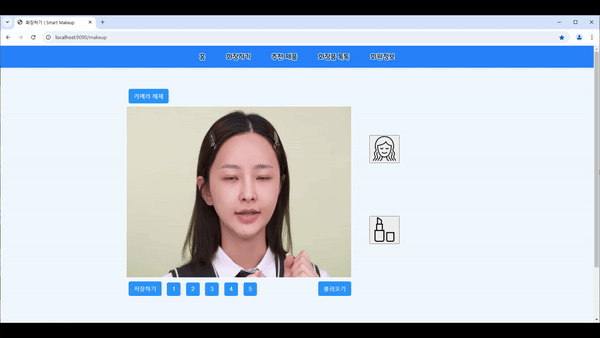 화장하기 | Smart Makeup
localhost:9090/makeup
홈 화장하기 추천 제품 화장품 목록 회원정보
카메라 해제
저장하기 1 2 3 4 5 불러오기